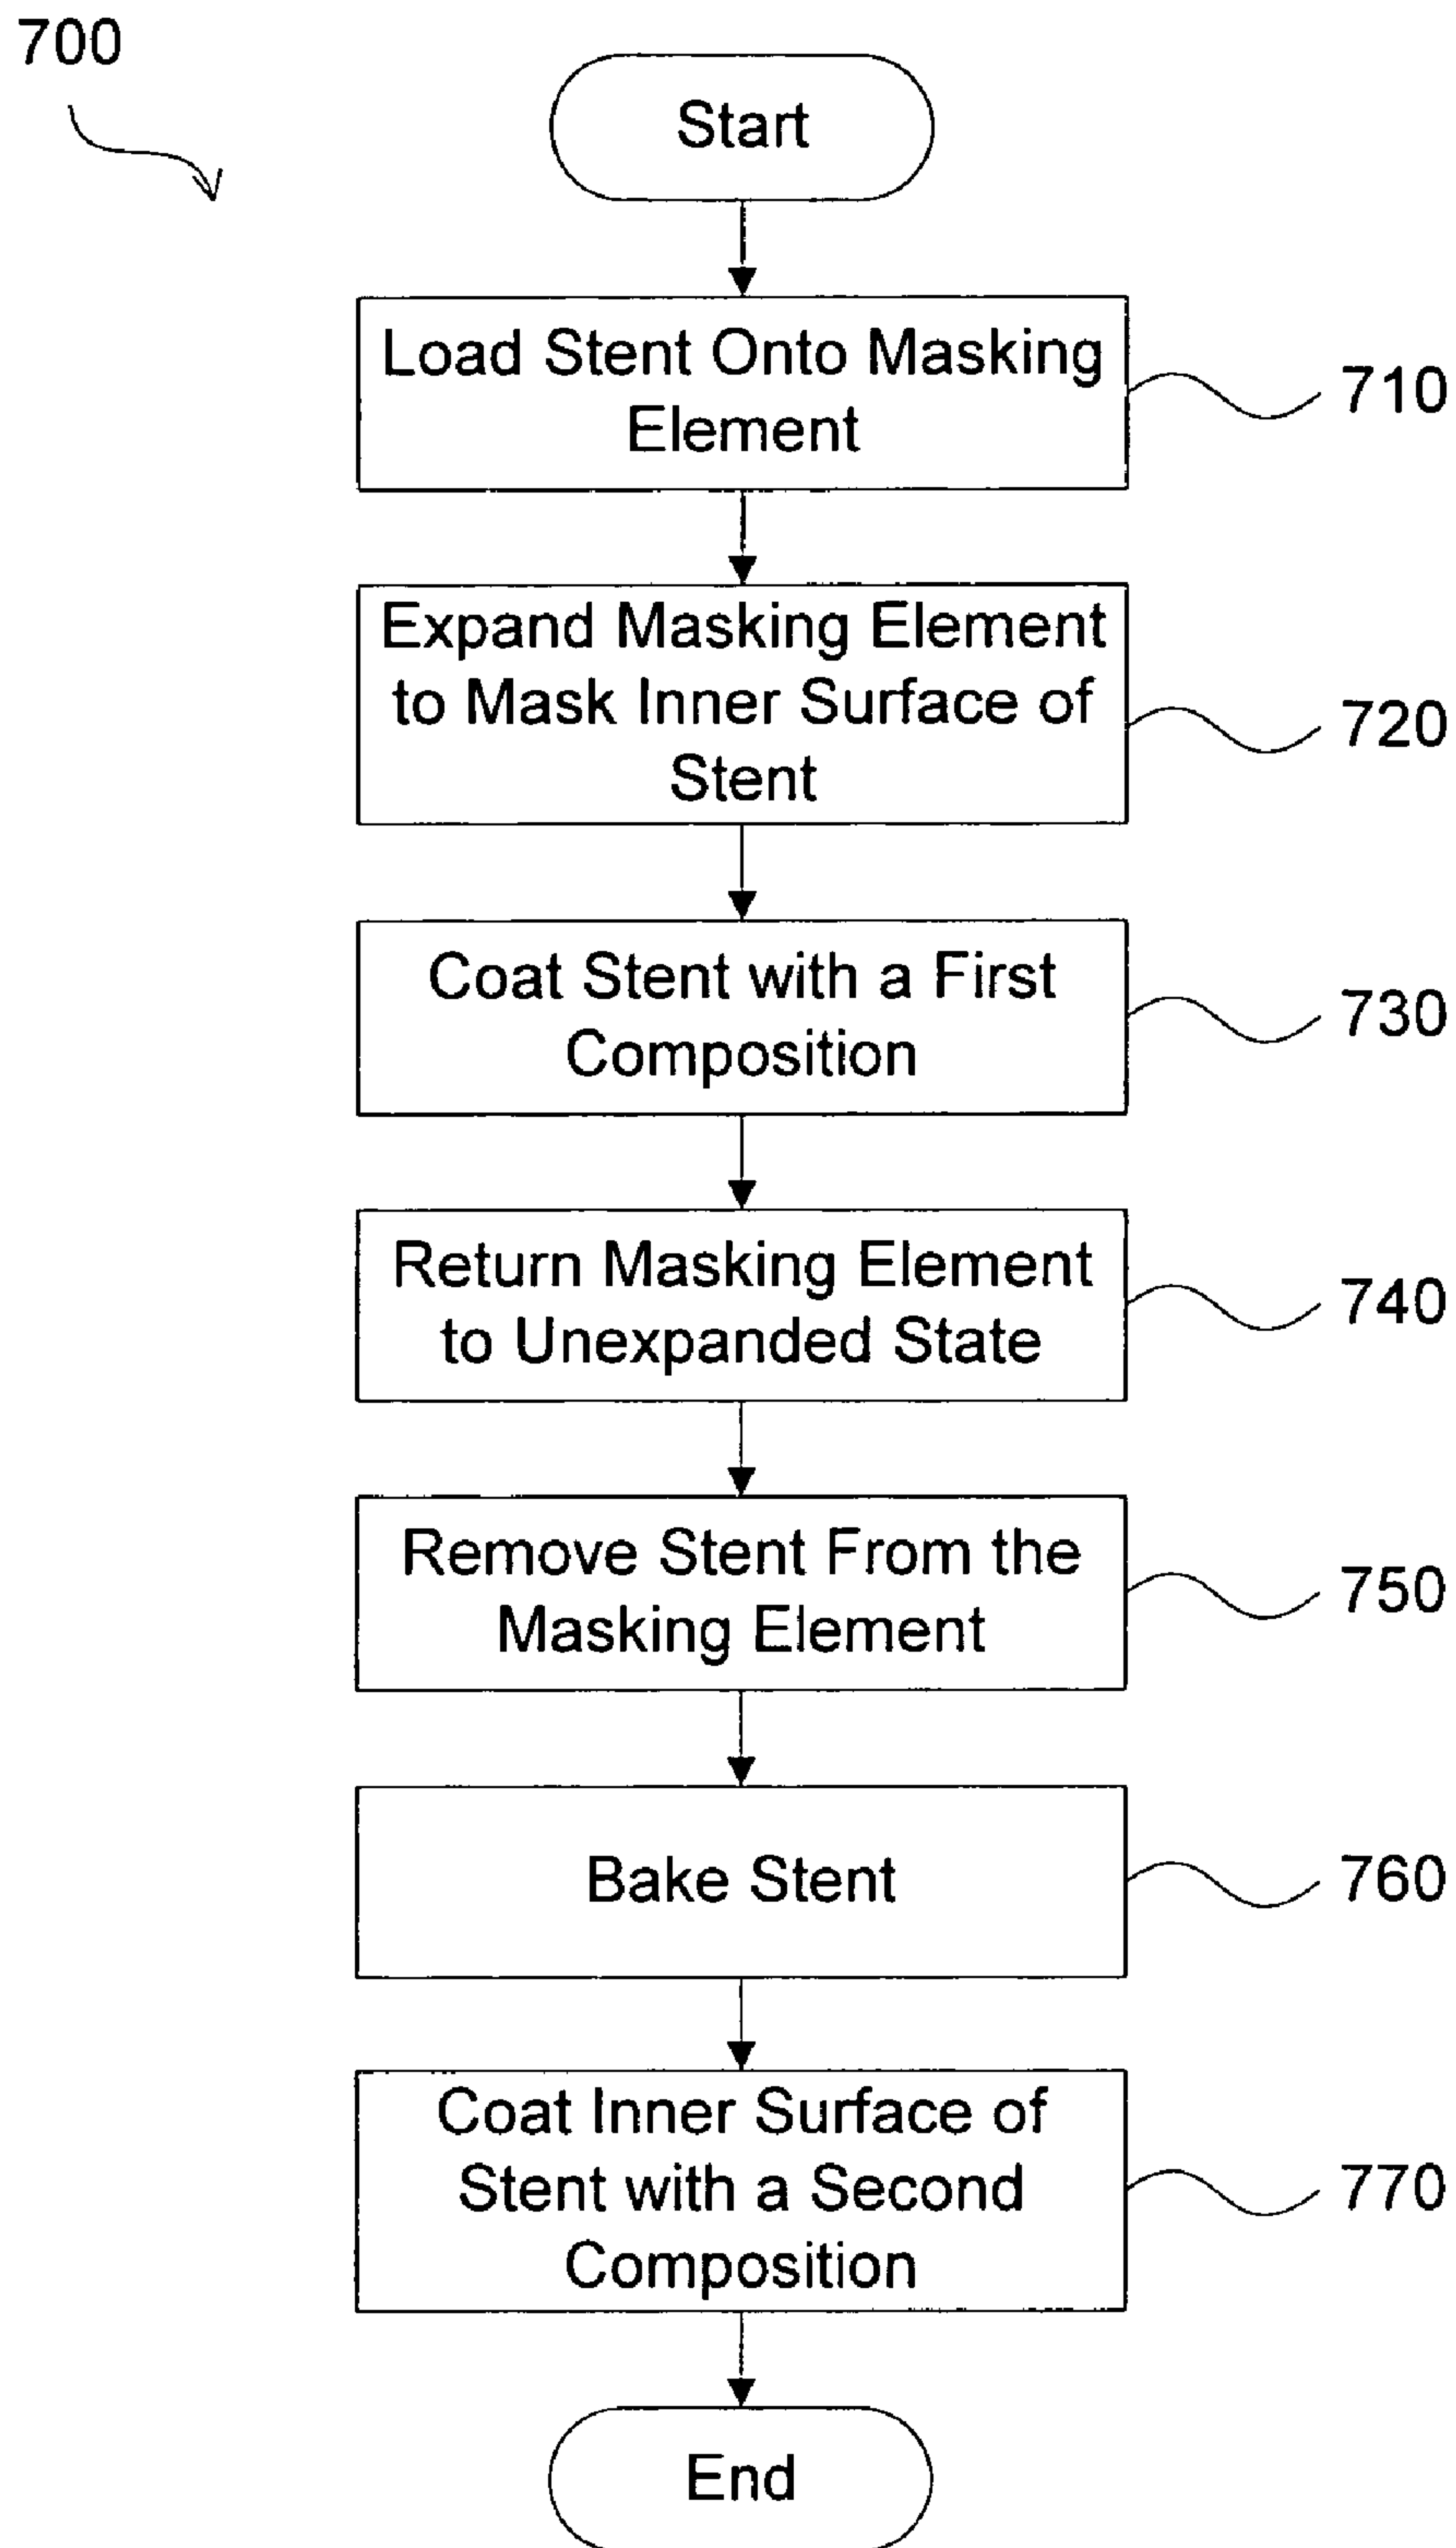 700
Start
Load Stent Onto Masking
Element
710
Expand Masking Element
to Mask Inner Surface of
Stent
720
Coat Stent with a First
Composition
730
Return Masking Element
to Unexpanded State
740
Remove Stent From the
Masking Element
750
Bake Stent
760
Coat Inner Surface of
Stent with a Second
Composition
770
End